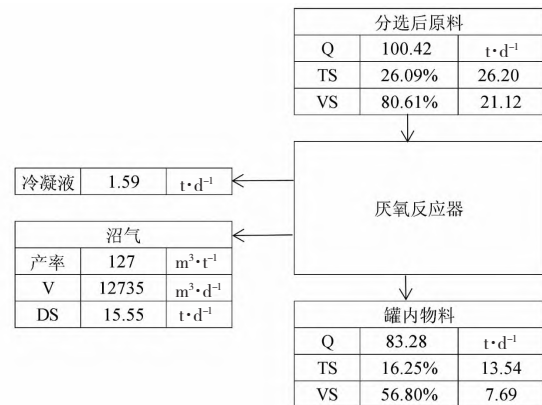 分选后原料
Q 100.42 t·d⁻¹
TS 26.09% 26.20
VS 80.61% 21.12
冷凝液 1.59 t·d⁻¹
厌氧反应器
沼气
产率 127 m³·t⁻¹
V 12735 m³·d⁻¹
DS 15.55 t·d⁻¹
罐内物料
Q 83.28 t·d⁻¹
TS 16.25% 13.54
VS 56.80% 7.69